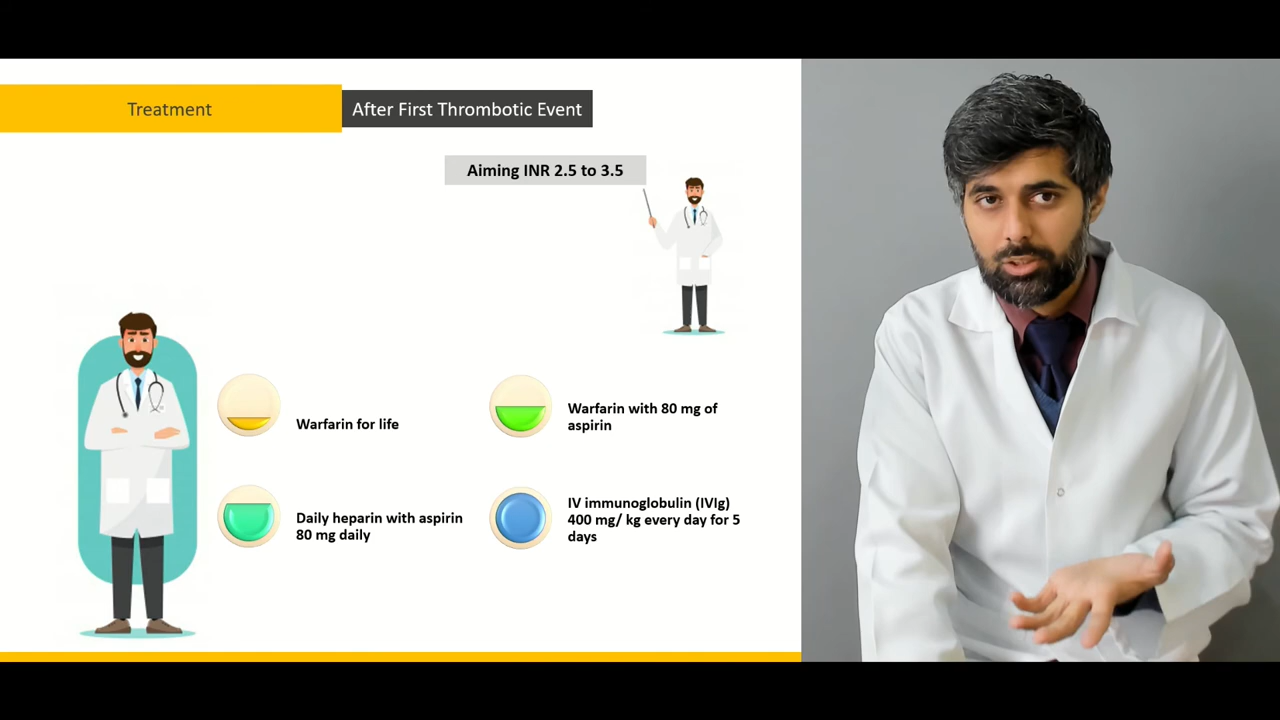 Treatment
After First Thrombotic Event
Aiming INR 2.5 to 3.5
Warfarin for life
Warfarin with 80 mg of
aspirin
Daily heparin with aspirin
80 mg daily
IV immunoglobulin (IVIg)
400 mg/ kg every day for 5
days